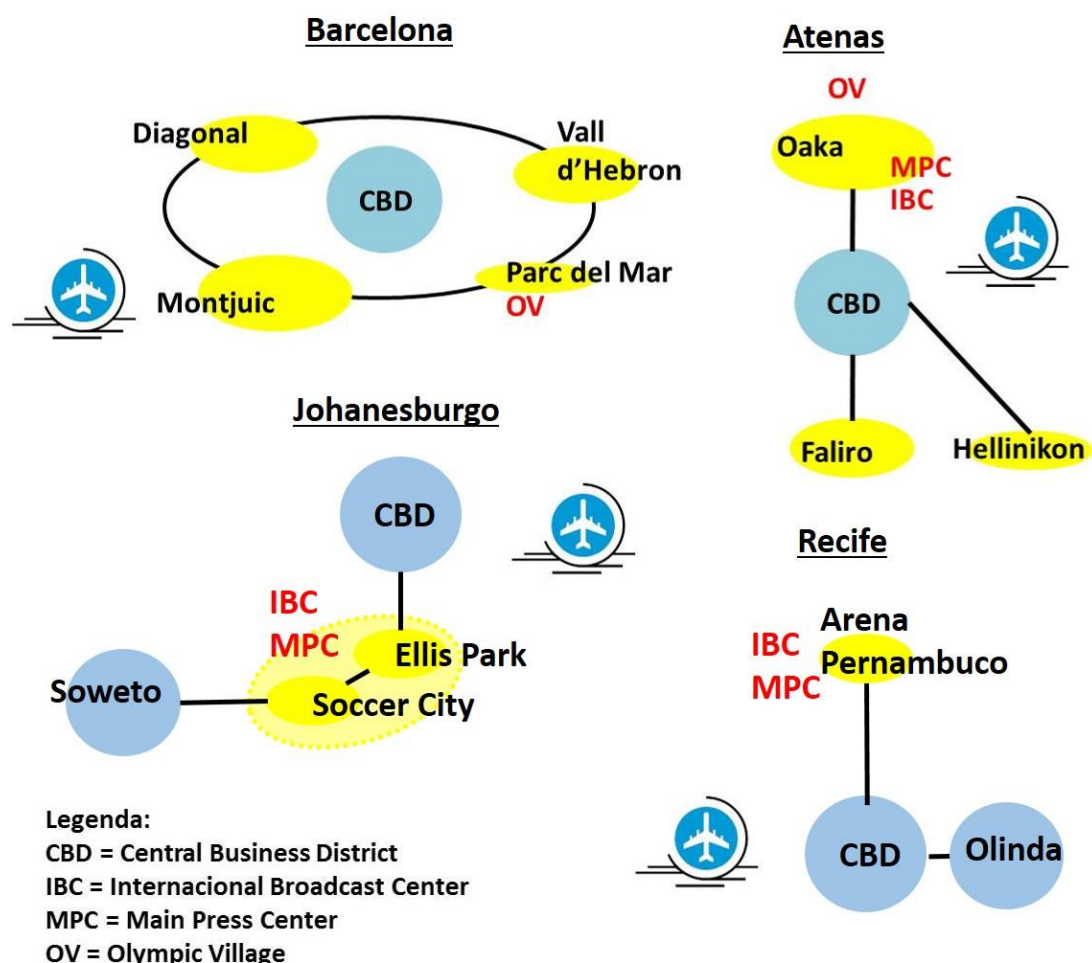 Barcelona
Diagonal
Vall
d'Hebron
CBD
Montjuic
Parc del Mar
OV
Atenas
OV
Oaka
MPC
IBC
CBD
Faliro
Hellinikon
Johanesburgo
CBD
IBC
MPC
Ellis Park
Soweto
Soccer City
Recife
Arena
Pernambuco
IBC
MPC
CBD
Olinda
Legenda:
CBD = Central Business District
IBC = Internacional Broadcast Center
MPC = Main Press Center
OV = Olympic Village